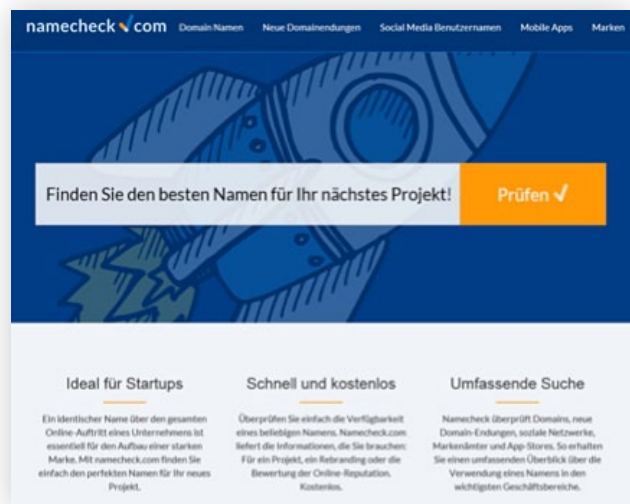 namecheck com Domain Namen Neue Domainendungen Social Media Benutzernamen Mobile Apps Marken
Finden Sie den besten Namen für Ihr nächstes Projekt! Prüfen
Ideal für Startups
Ein identischer Name über den gesamten
Online-Auftritt eines Unternehmens ist
essentiell für den Aufbau einer starken
Marke. Mit namecheck.com finden Sie
einfach den perfekten Namen für Ihr neues
Projekt.
Schnell und kostenlos
Überprüfen Sie einfach die Verfügbarkeit
eines beliebigen Namens. Namecheck.com
liefert die Informationen, die Sie brauchen:
Für ein Projekt, ein Rebranding oder die
Bewertung der Online-Reputation.
Kostenlos.
Umfassende Suche
Namecheck überprüft Domains, neue
Domain-Endungen, soziale Netzwerke,
Markenämter und App-Stores. So erhalten
Sie einen umfassenden Überblick über die
Verwendung eines Namens in den
wichtigsten Geschäftsbereiche.